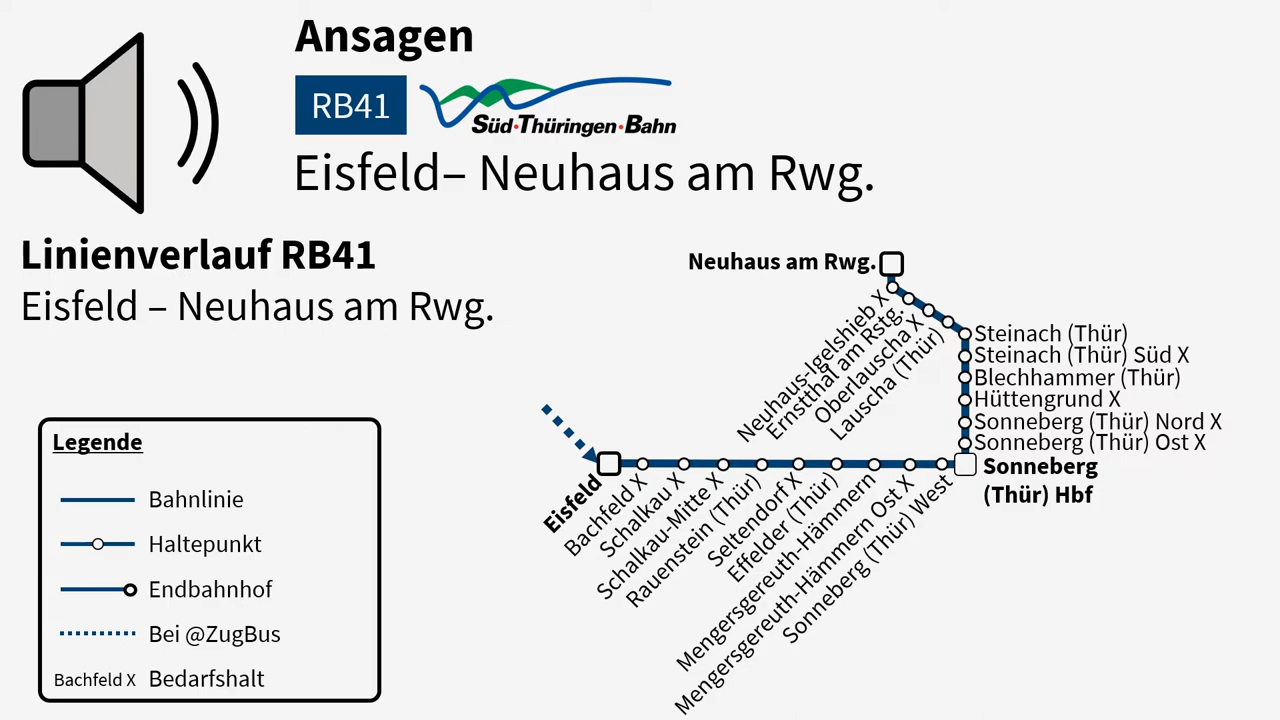 Ansagen
RB41
Süd·Thüringen·Bahn
Eisfeld– Neuhaus am Rwg.
Linienverlauf RB41
Eisfeld – Neuhaus am Rwg.
Neuhaus am Rwg.
Neuhaus-Igelshieb X
Ernstthal am Rstg.
Oberlauscha X
Lauscha (Thür)
Steinach (Thür)
Steinach (Thür) Süd X
Blechhammer (Thür)
Hüttengrund X
Sonneberg (Thür) Nord X
Sonneberg (Thür) Ost X
Sonneberg
(Thür) Hbf
Eisfeld
Bachfeld X
Schalkau X
Schalkau-Mitte X
Rauenstein (Thür)
Seltendorf X
Effelder (Thür)
Mengersgereuth-Hämmern
Mengersgereuth-Hämmern Ost X
Sonneberg (Thür) West
Legende
Bahnlinie
Haltepunkt
Endbahnhof
Bei @ZugBus
Bachfeld X Bedarfshalt